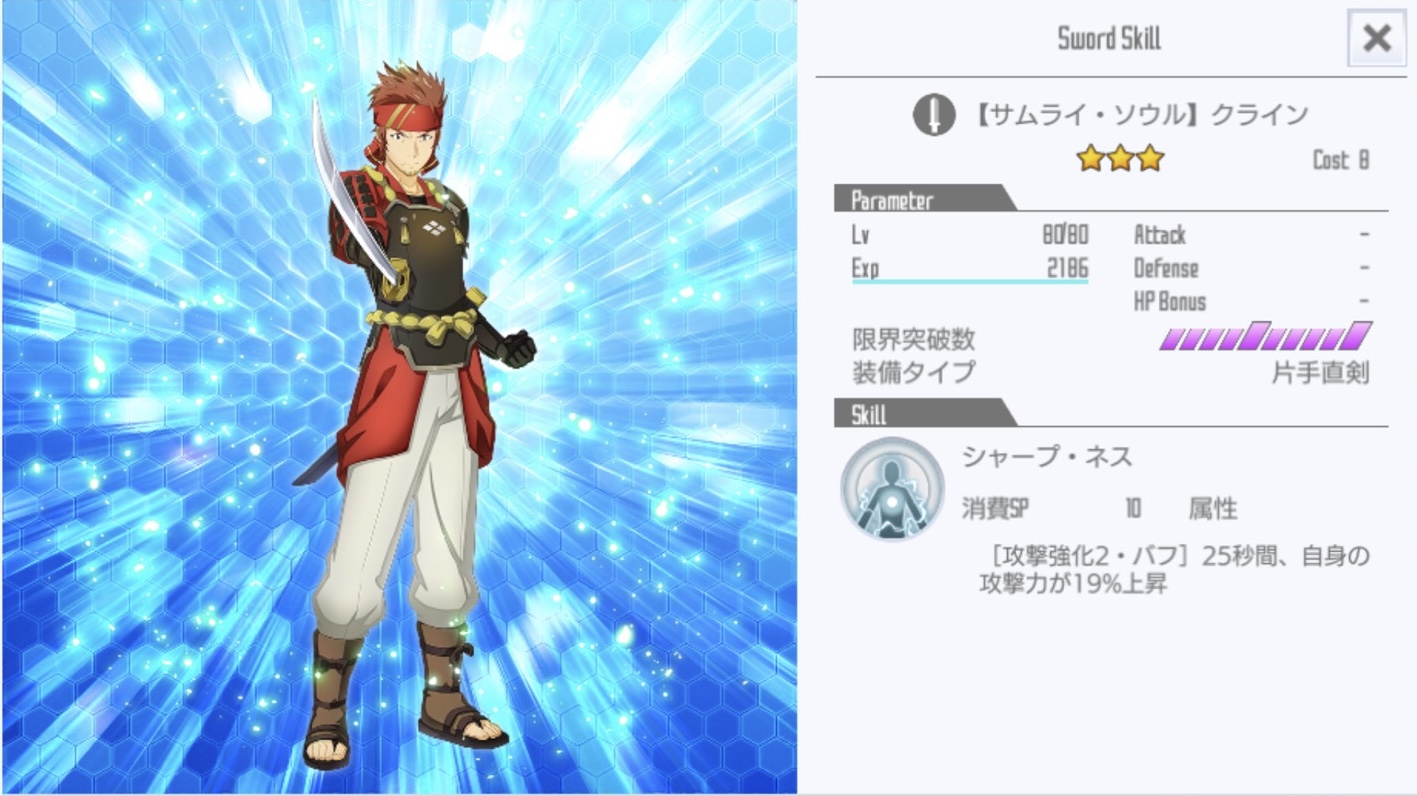 Sword Skill
【サムライ・ソウル】クライン
Cost 8
Parameter
Lv 80/80 Attack -
Exp 2186 Defense -
HP Bonus -
限界突破数
装備タイプ 片手直剣
Skill
シャープ・ネス
消費SP 10 属性
［攻撃強化2・バフ］25秒間、自身の
攻撃力が19%上昇